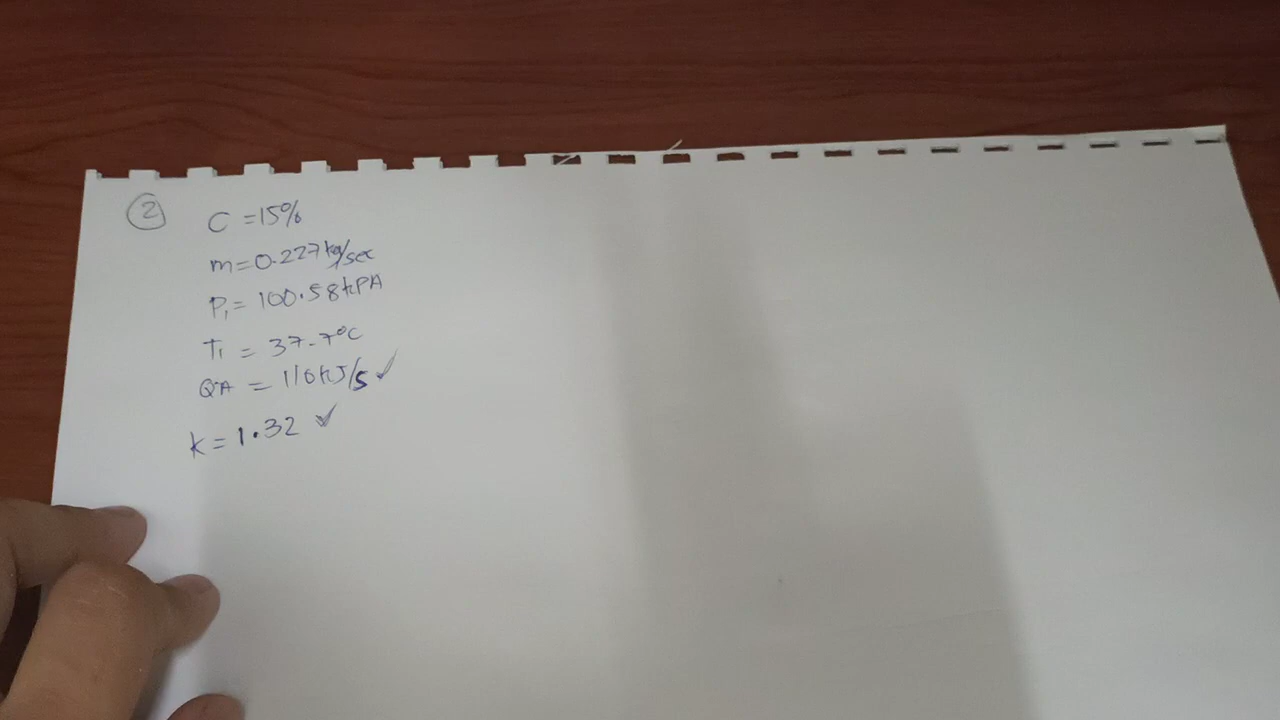 2
C = 15%
m = 0.227 kg/sec
P1 = 100.58 kPA
T1 = 37.7°C
QA = 110 kJ/s ✓
k = 1.32 ✓